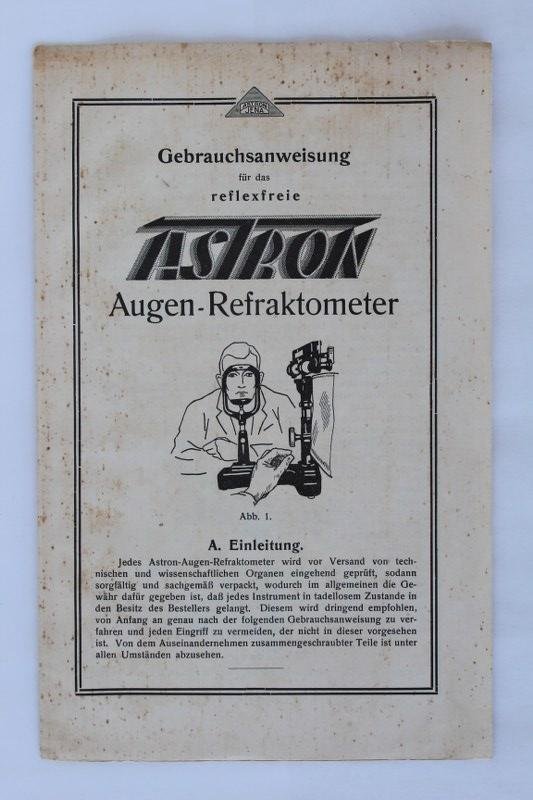 ASTRON
JENA
Gebrauchsanweisung
für das
reflexfreie
ASTRON
Augen-Refraktometer
Abb. 1.
A. Einleitung.
Jedes Astron-Augen-Refraktometer wird vor Versand von tech-
nischen und wissenschaftlichen Organen eingehend geprüft, sodann
sorgfältig und sachgemäß verpackt, wodurch im allgemeinen die Ge-
währ dafür gegeben ist, daß jedes Instrument in tadellosem Zustande in
den Besitz des Bestellers gelangt. Diesem wird dringend empfohlen,
von Anfang an genau nach der folgenden Gebrauchsanweisung zu ver-
fahren und jeden Eingriff zu vermeiden, der nicht in dieser vorgesehen
ist. Von dem Auseinandernehmen zusammengeschraubter Teile ist unter
allen Umständen abzusehen.